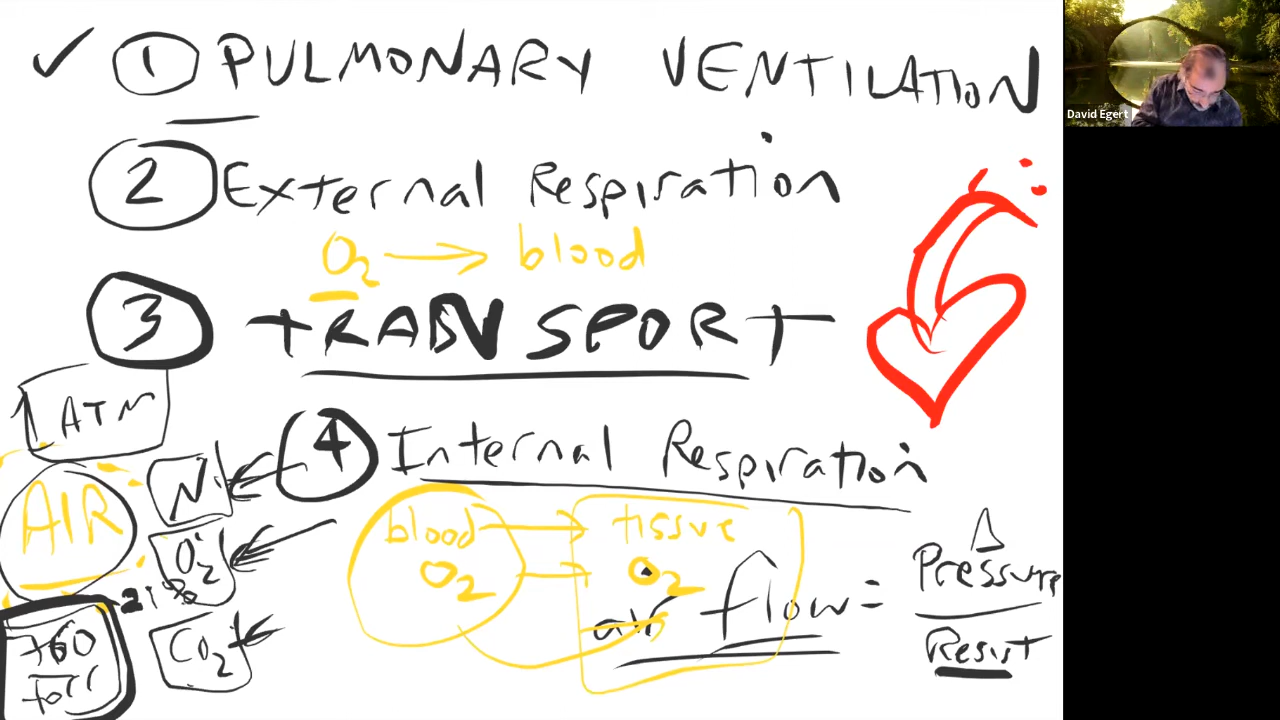 ✓ 1 PULMONARY VENTILATION
2 External Respiration
O2 → blood
3 TRANSPORT
1 ATM
4 Internal Respiration
AIR
N
O2
21%
CO2
760
torr
blood → tissue
O2 → O2
air flow = Δ Pressure
Resist
David Egert